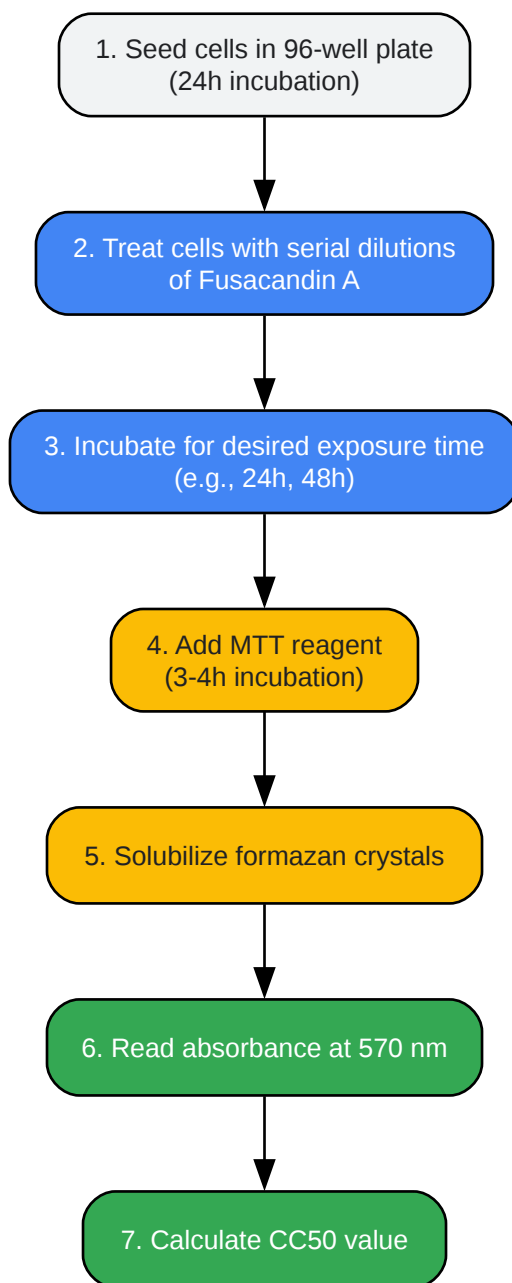 1. Seed cells in 96-well plate
(24h incubation)
2. Treat cells with serial dilutions
of Fusacandin A
3. Incubate for desired exposure time
(e.g., 24h, 48h)
4. Add MTT reagent
(3-4h incubation)
5. Solubilize formazan crystals
6. Read absorbance at 570 nm
7. Calculate CC50 value